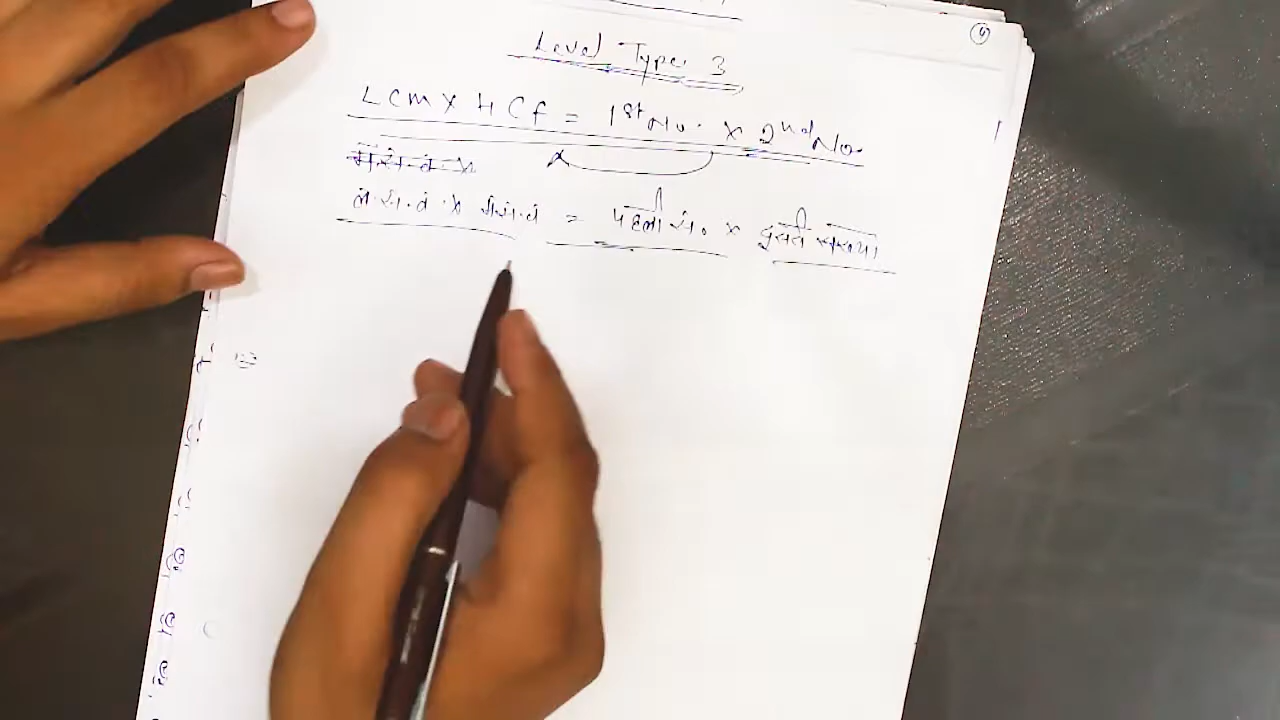 Level Type 3
LCM X HCF = 1st No. x 2nd No.
ल.स.व. x म.स.व = पहली सं० x दूसरी संख्या